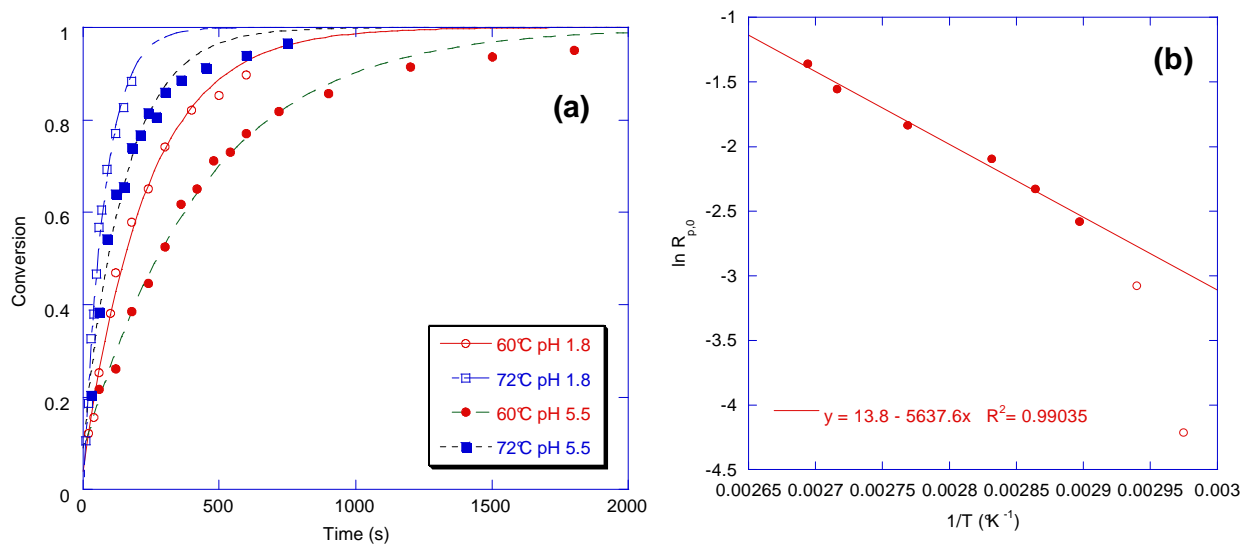 1
0.8
0.6
0.4
0.2
0
Conversion
(a)
60°C pH 1.8
72°C pH 1.8
60°C pH 5.5
72°C pH 5.5
0 500 1000 1500 2000
Time (s)
-1
-1.5
-2
-2.5
-3
-3.5
-4
-4.5
ln R p,0
(b)
y = 13.8 - 5637.6x R²= 0.99035
0.00265 0.0027 0.00275 0.0028 0.00285 0.0029 0.00295 0.003
1/T (°K⁻¹)